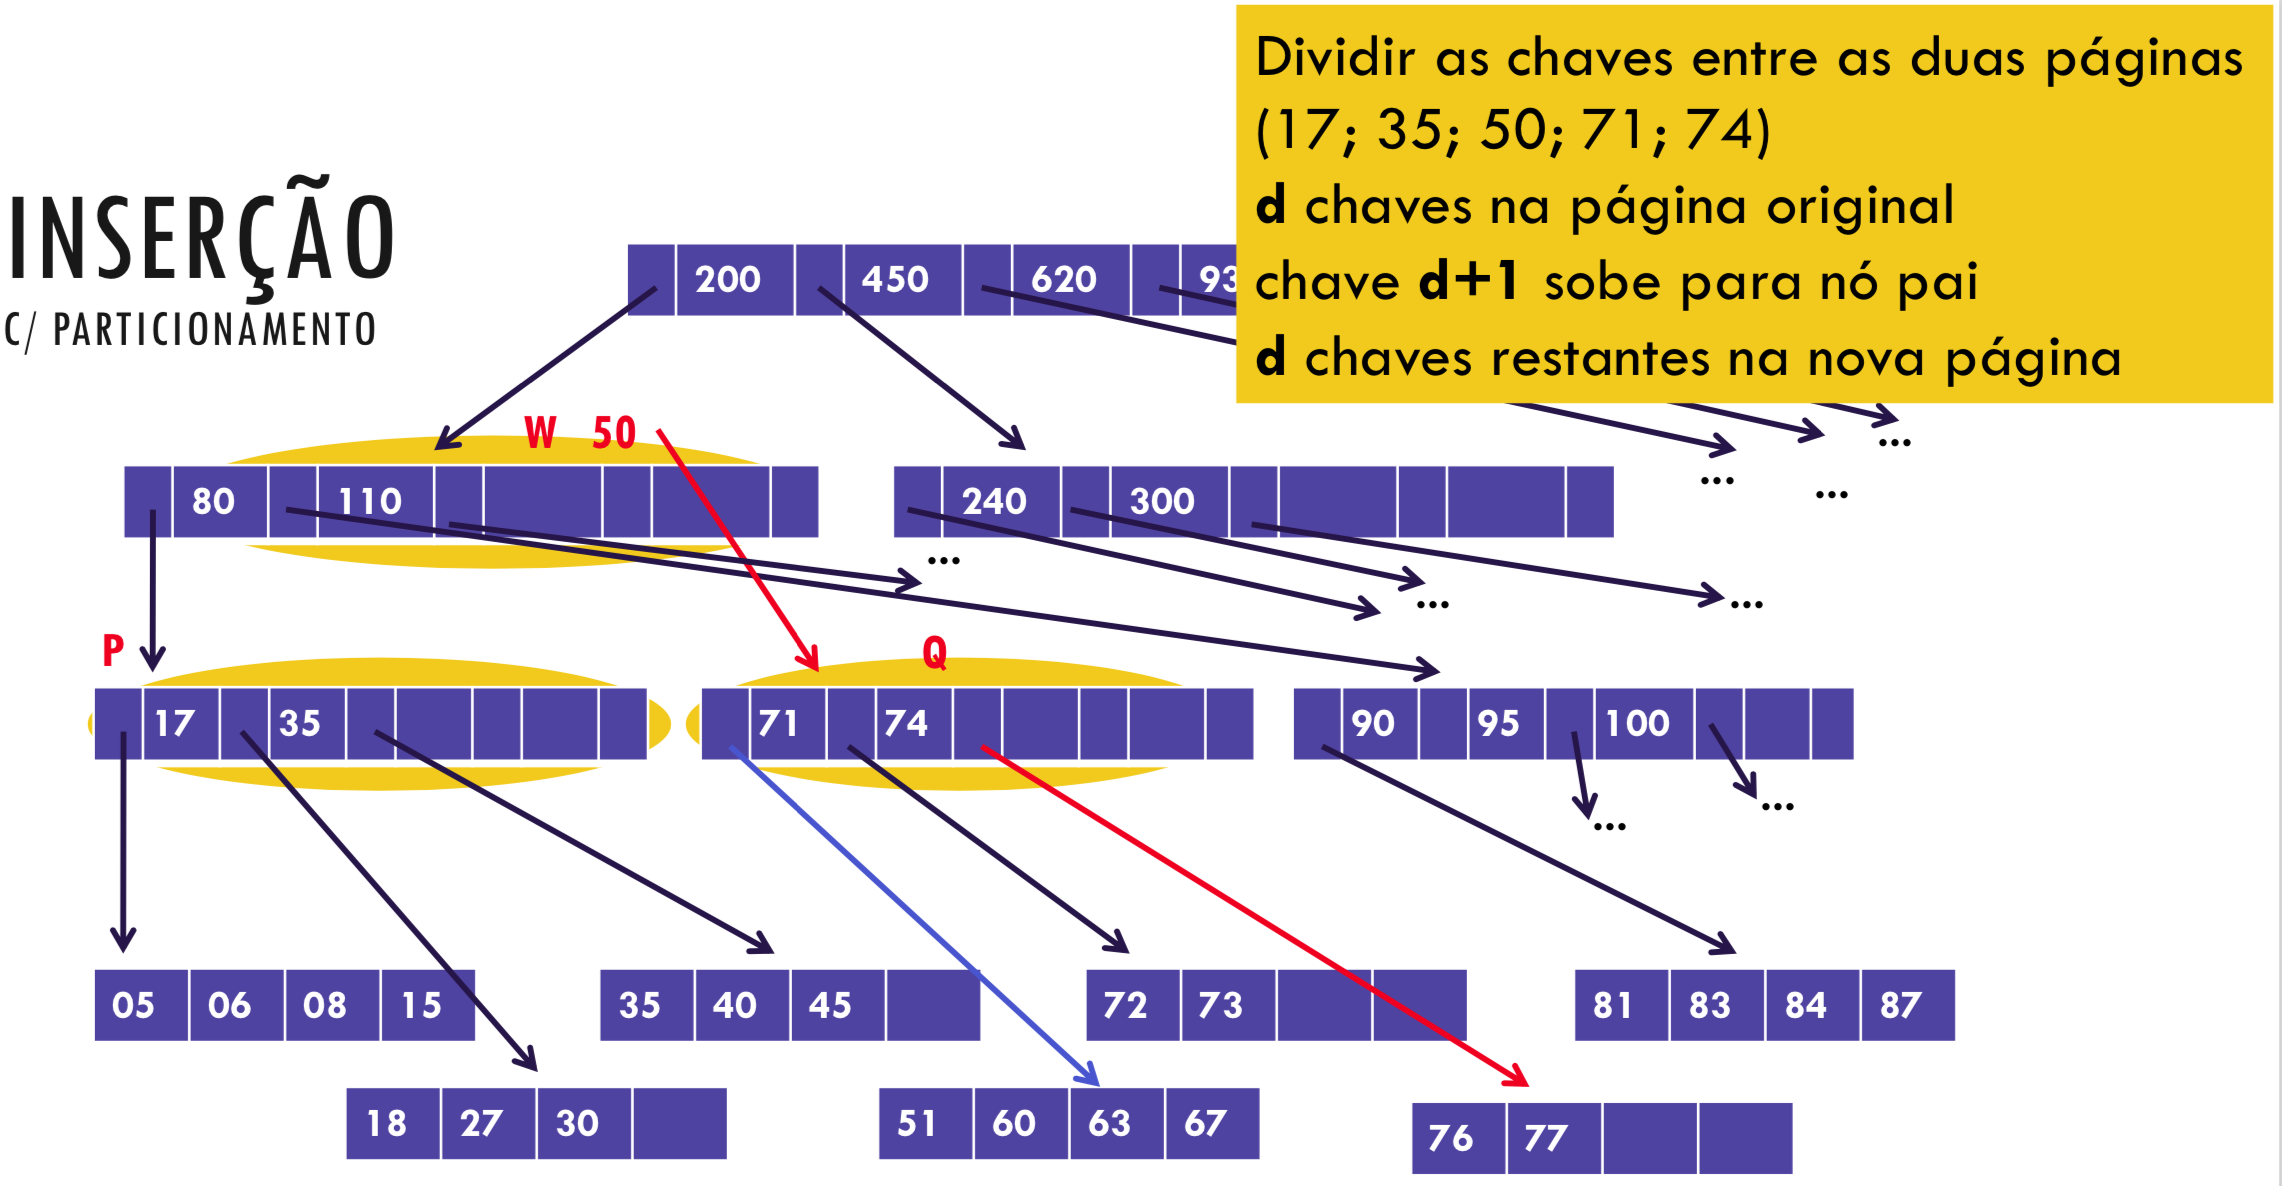 Dividir as chaves entre as duas páginas
(17; 35; 50; 71; 74)
d chaves na página original
chave d+1 sobe para nó pai
d chaves restantes na nova página
INSERÇÃO
C/ PARTICIONAMENTO
200 450 620 93
W 50
80 110
240 300
...
...
...
...
...
...
P
Q
17 35
71 74
90 95 100
...
...
05 06 08 15
35 40 45
72 73
81 83 84 87
18 27 30
51 60 63 67
76 77